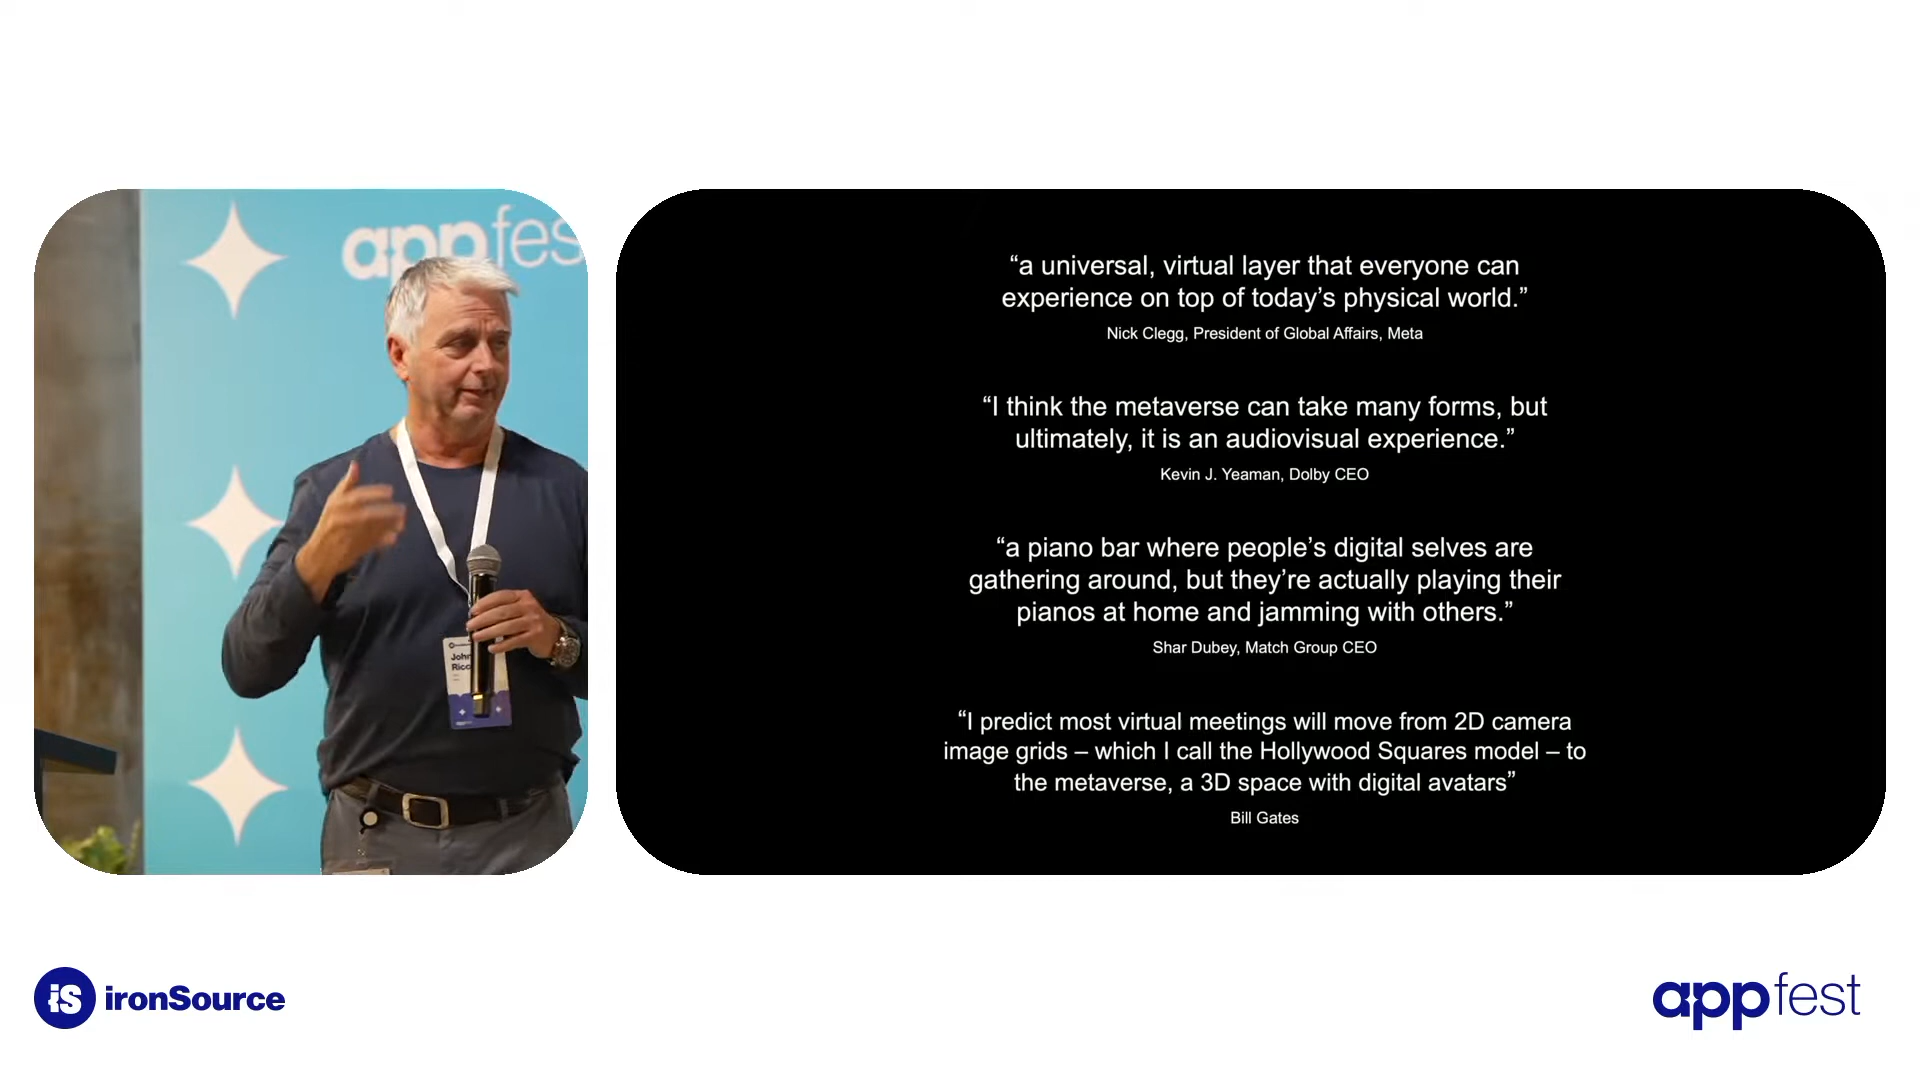 appfes
John
Ricc
“a universal, virtual layer that everyone can
experience on top of today’s physical world.”
Nick Clegg, President of Global Affairs, Meta
“I think the metaverse can take many forms, but
ultimately, it is an audiovisual experience.”
Kevin J. Yeaman, Dolby CEO
“a piano bar where people’s digital selves are
gathering around, but they’re actually playing their
pianos at home and jamming with others.”
Shar Dubey, Match Group CEO
“I predict most virtual meetings will move from 2D camera
image grids – which I call the Hollywood Squares model – to
the metaverse, a 3D space with digital avatars”
Bill Gates
iS ironSource
appfest